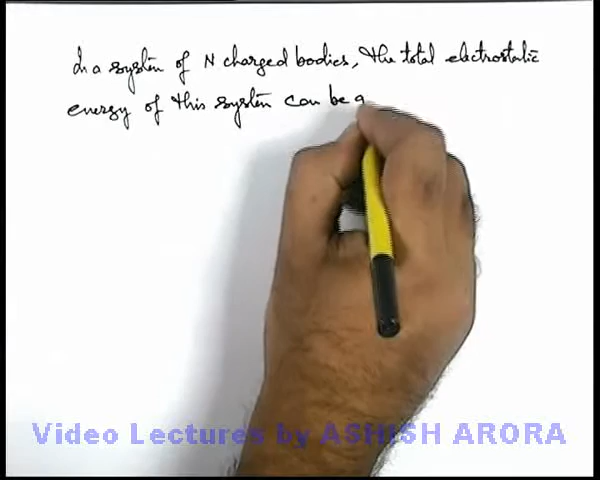 In a system of N charged bodies, the total electrostatic
energy of this system can be g
Video Lectures by ASHISH ARORA